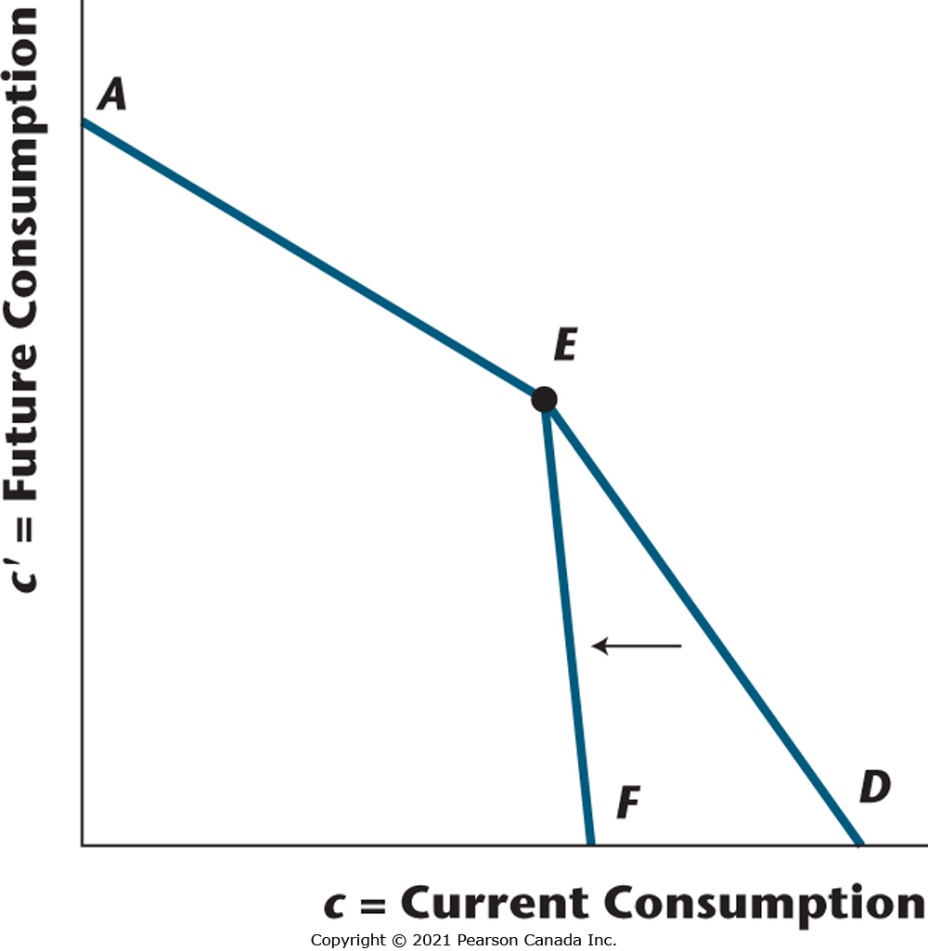 c' = Future Consumption
A
E
F
D
c = Current Consumption
Copyright © 2021 Pearson Canada Inc.